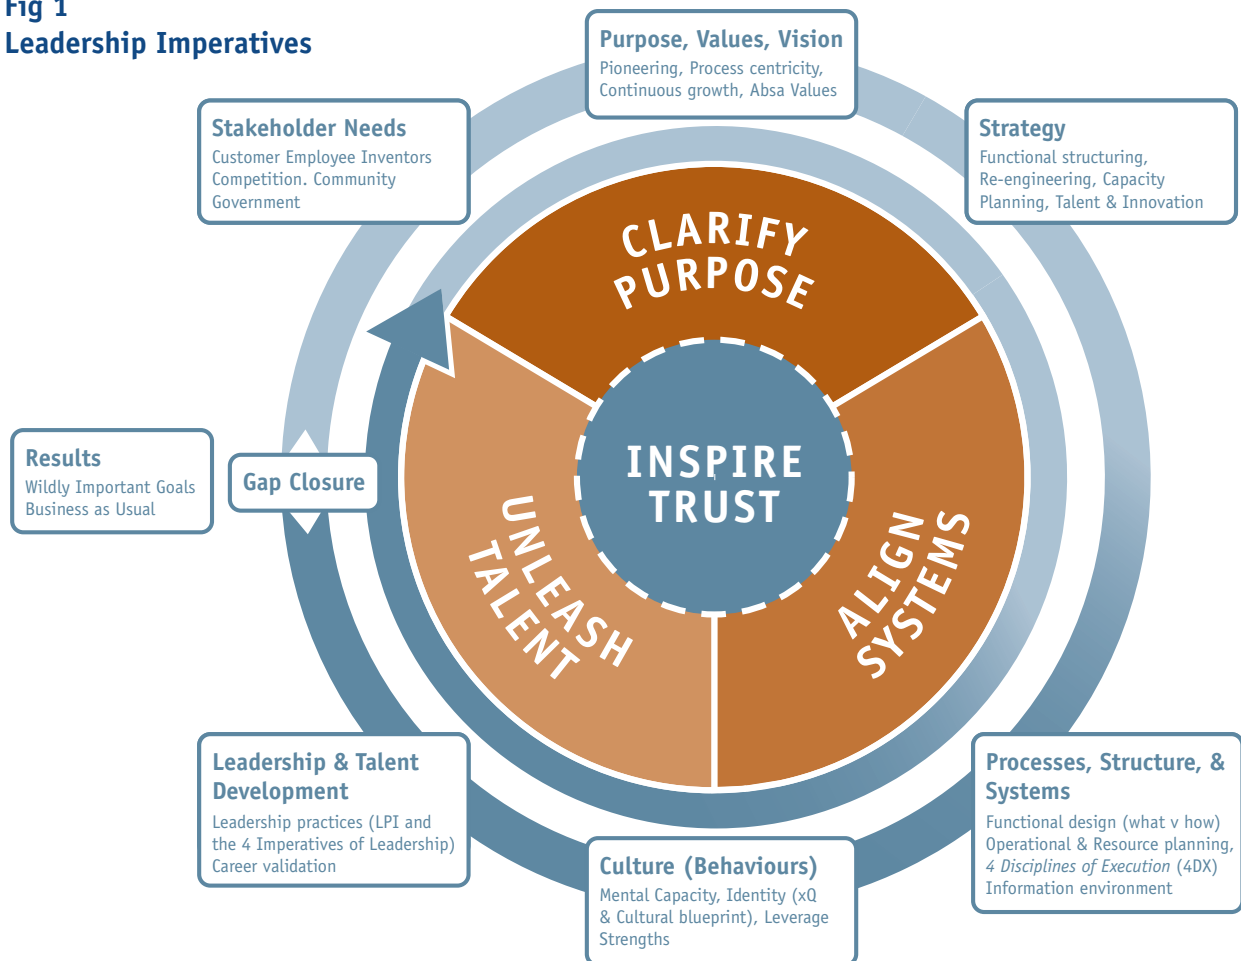 Fig 1
Leadership Imperatives
Purpose, Values, Vision
Pioneering, Process centricity,
Continuous growth, Absa Values
Stakeholder Needs
Customer Employee Inventors
Competition. Community
Government
Strategy
Functional structuring,
Re-engineering, Capacity
Planning, Talent & Innovation
CLARIFY
PURPOSE
INSPIRE
TRUST
Results
Wildly Important Goals
Business as Usual
Gap Closure
UNLEASH
TALENT
ALIGN
SYSTEMS
Leadership & Talent
Development
Leadership practices (LPI and
the 4 Imperatives of Leadership)
Career validation
Culture (Behaviours)
Mental Capacity, Identity (xQ
& Cultural blueprint), Leverage
Strengths
Processes, Structure, &
Systems
Functional design (what v how)
Operational & Resource planning,
4 Disciplines of Execution (4DX)
Information environment